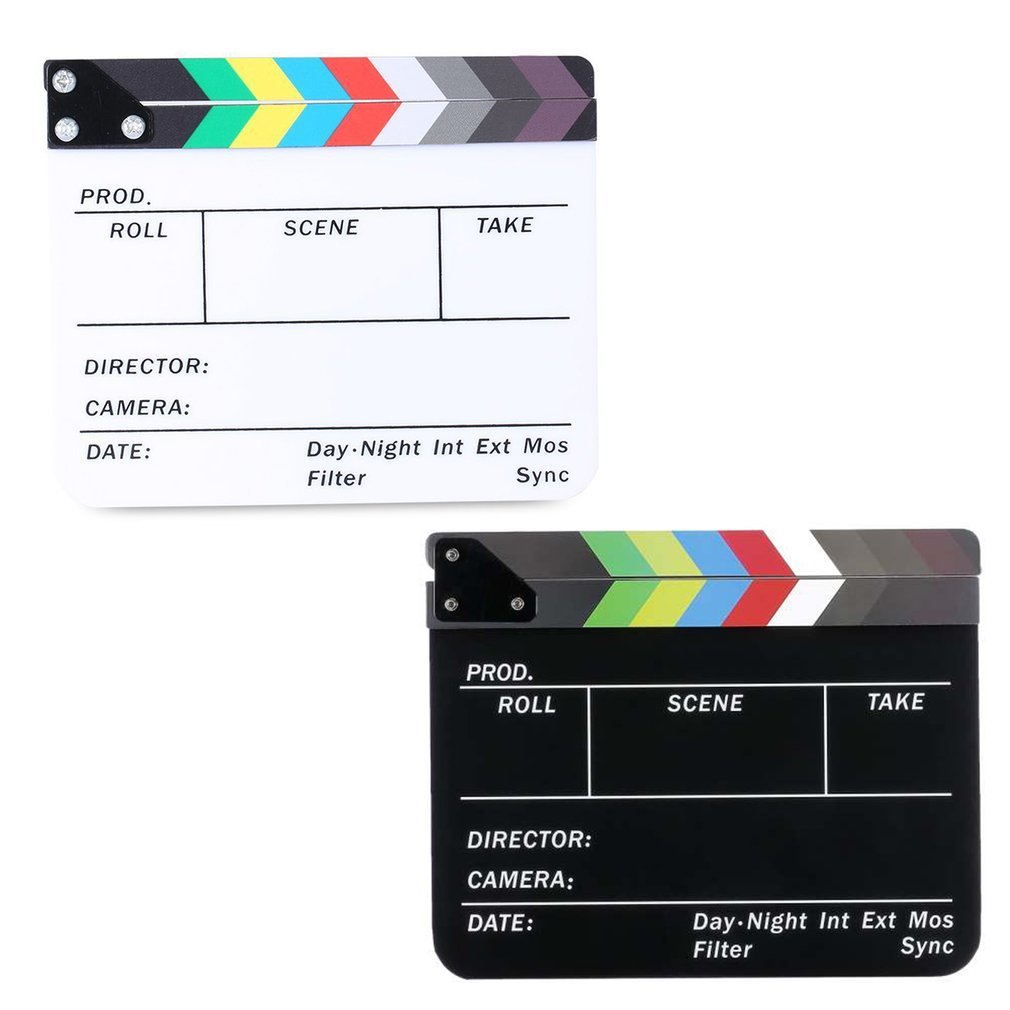 PROD.
ROLL SCENE TAKE
DIRECTOR:
CAMERA:
DATE: Day·Night Int Ext Mos
Filter Sync
PROD.
ROLL SCENE TAKE
DIRECTOR:
CAMERA:
DATE: Day·Night Int Ext Mos
Filter Sync